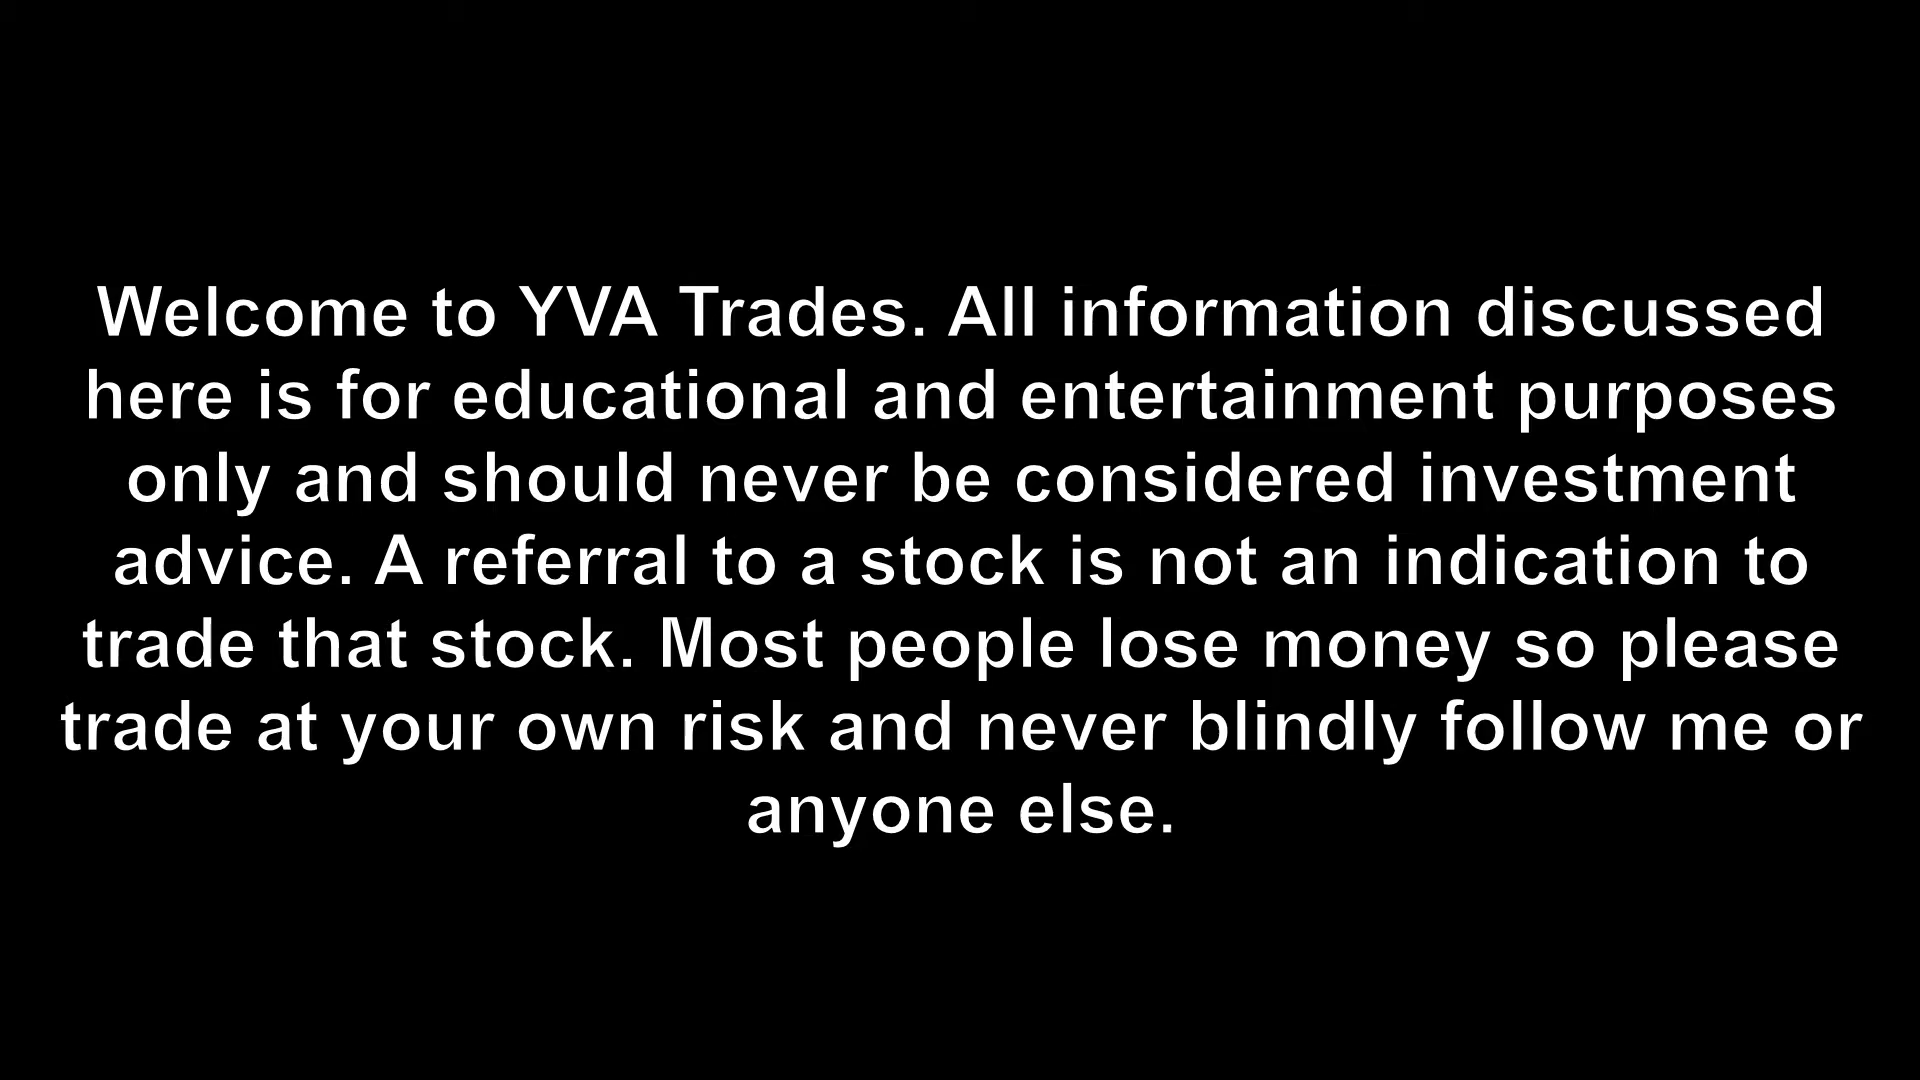 Welcome to YVA Trades. All information discussed
here is for educational and entertainment purposes
only and should never be considered investment
advice. A referral to a stock is not an indication to
trade that stock. Most people lose money so please
trade at your own risk and never blindly follow me or
anyone else.